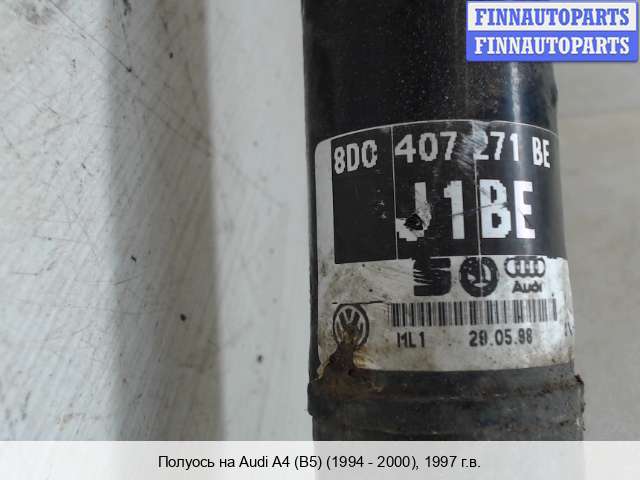 FINNAUTOPARTS
FINNAUTOPARTS
8D0 407 271 BE
J1BE
Audi
ML1 29.05.98
Полуось на Audi A4 (B5) (1994 - 2000), 1997 г.в.